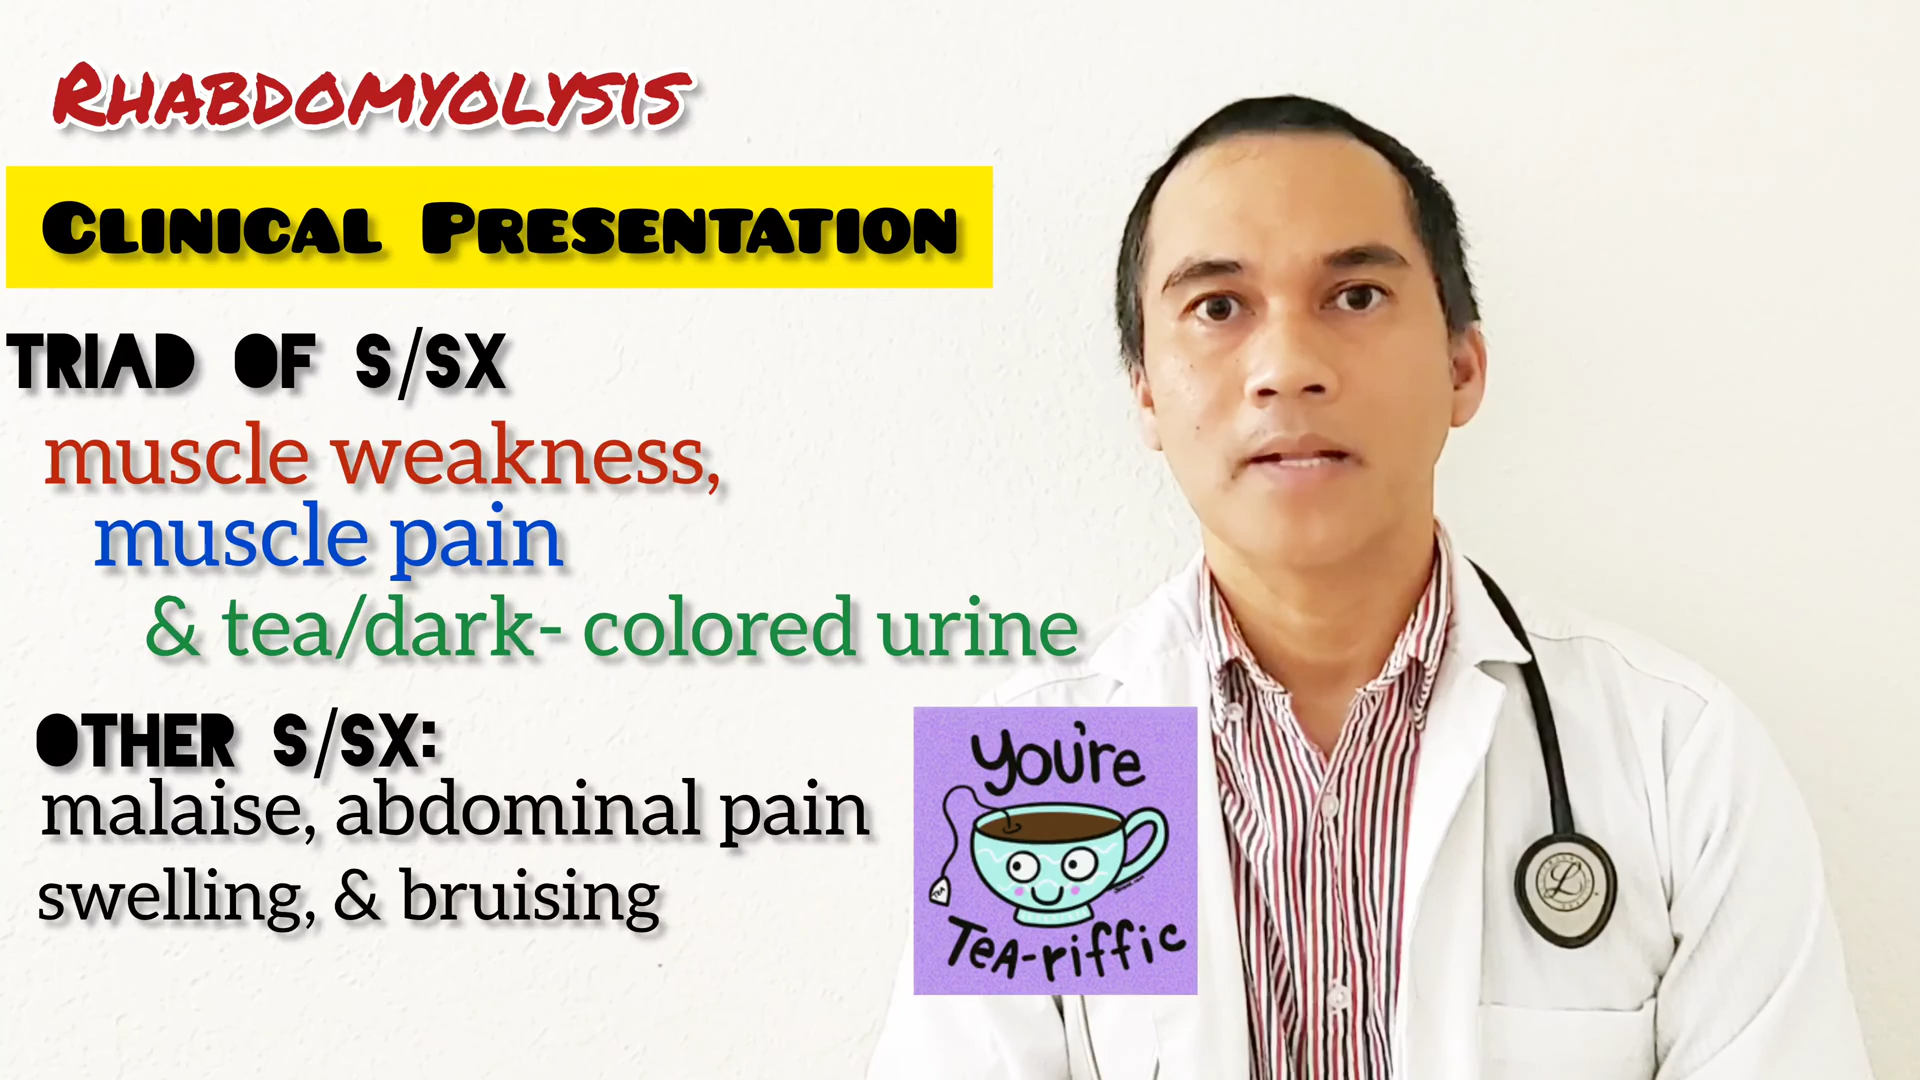 RHABDOMYOLYSIS
CLINICAL PRESENTATION
TRIAD OF S/SX
muscle weakness,
muscle pain
& tea/dark- colored urine
OTHER S/SX:
malaise, abdominal pain
swelling, & bruising
you're
TEA
TeA-riffic
L